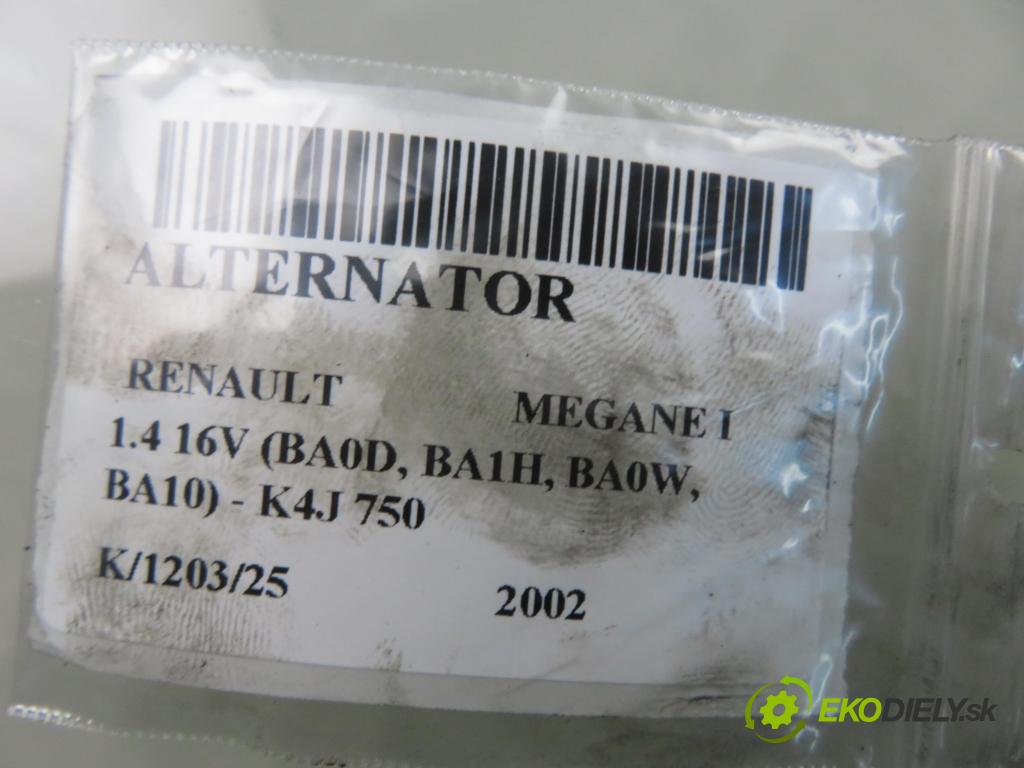 ALTERNATOR
RENAULT MEGANE I
1.4 16V (BA0D, BA1H, BA0W,
BA10) - K4J 750
K/1203/25 2002
EKODIELY.sk